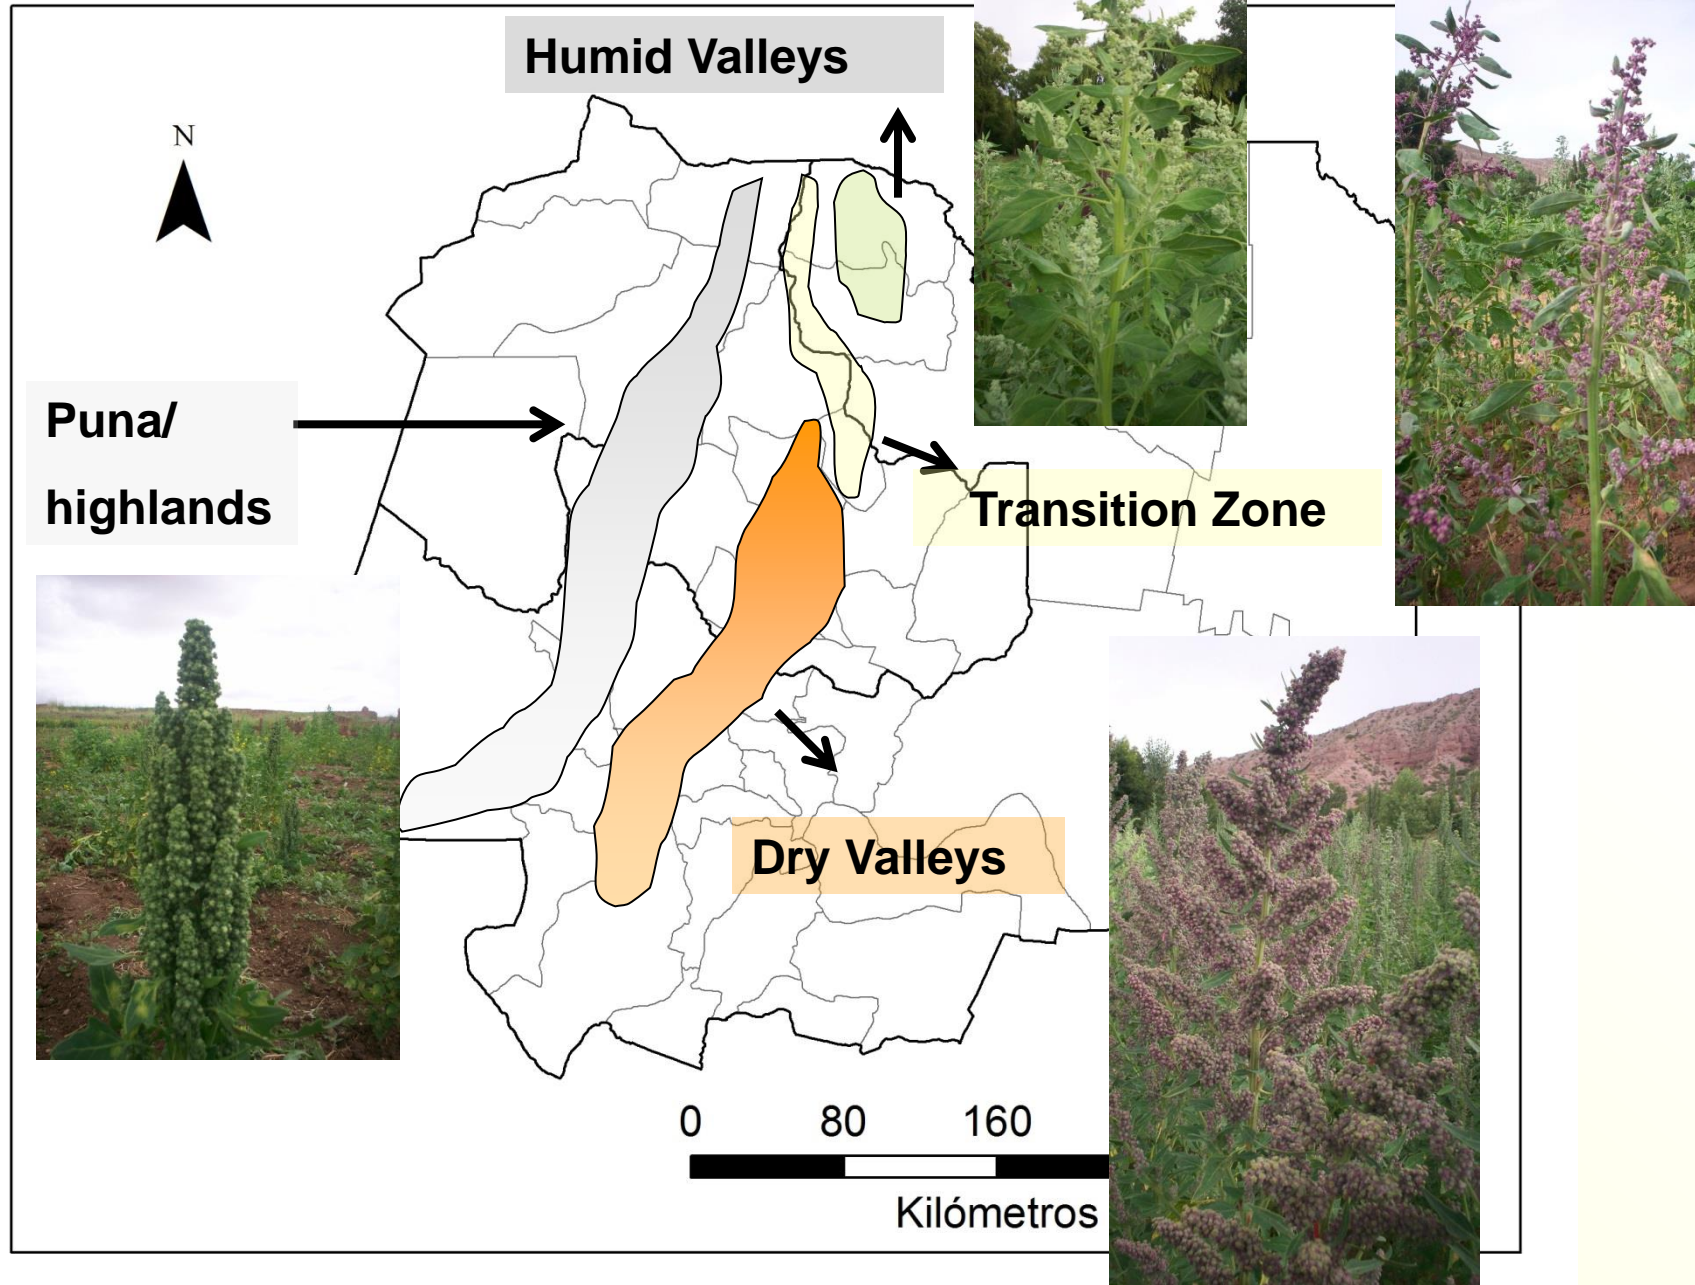 Humid Valleys
N
Puna/
highlands
Transition Zone
Dry Valleys
0 80 160
Kilómetros